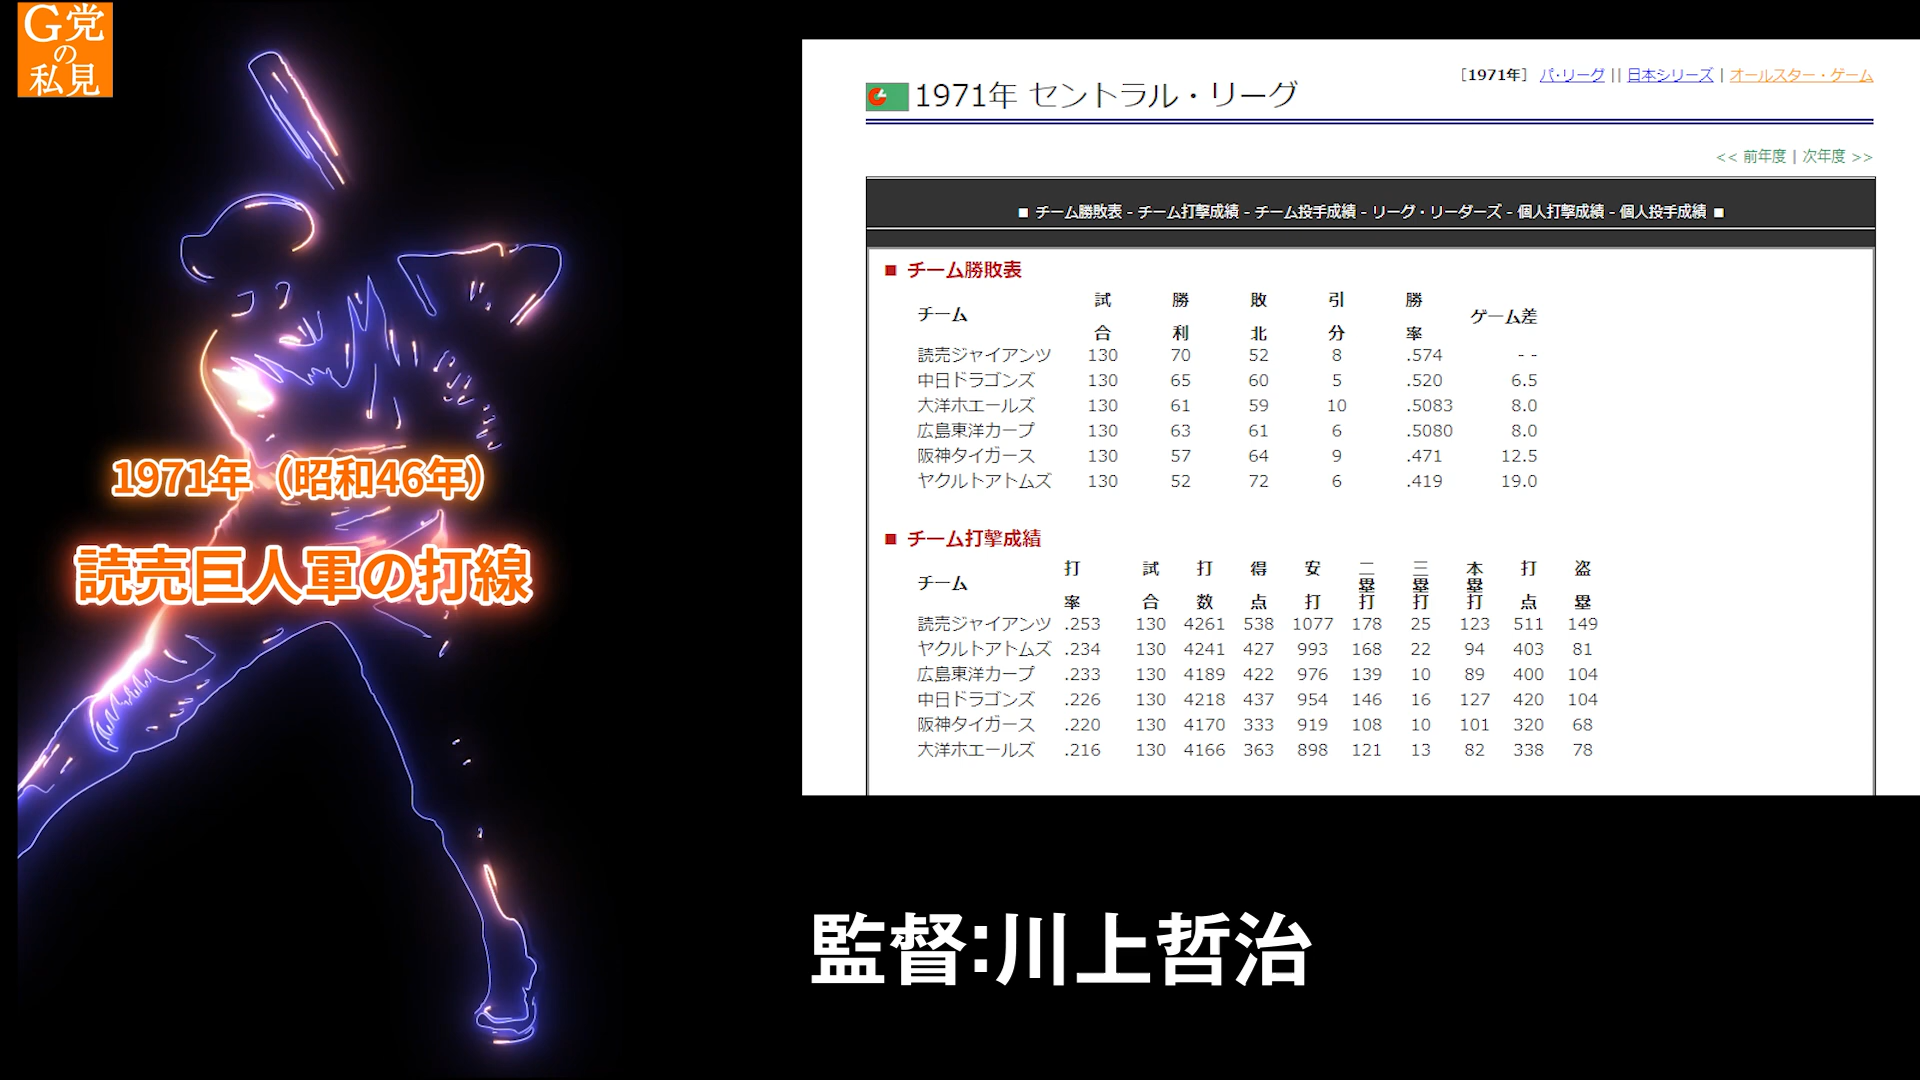 G党
の
私見
1971年（昭和46年）
読売巨人軍の打線
[1971年] パ・リーグ || 日本シリーズ | オールスター・ゲーム
1971年 セントラル・リーグ
<< 前年度 | 次年度 >>
■ チーム勝敗表 - チーム打撃成績 - チーム投手成績 - リーグ・リーダーズ - 個人打撃成績 - 個人投手成績 ■
■ チーム勝敗表
チーム 試合 勝利 敗北 引分 勝率 ゲーム差
読売ジャイアンツ 130 70 52 8 .574 - -
中日ドラゴンズ 130 65 60 5 .520 6.5
大洋ホエールズ 130 61 59 10 .5083 8.0
広島東洋カープ 130 63 61 6 .5080 8.0
阪神タイガース 130 57 64 9 .471 12.5
ヤクルトアトムズ 130 52 72 6 .419 19.0
■ チーム打撃成績
チーム 打率 試合 打数 得点 安打 二塁打 三塁打 本塁打 打点 盗塁
読売ジャイアンツ .253 130 4261 538 1077 178 25 123 511 149
ヤクルトアトムズ .234 130 4241 427 993 168 22 94 403 81
広島東洋カープ .233 130 4189 422 976 139 10 89 400 104
中日ドラゴンズ .226 130 4218 437 954 146 16 127 420 104
阪神タイガース .220 130 4170 333 919 108 10 101 320 68
大洋ホエールズ .216 130 4166 363 898 121 13 82 338 78
監督:川上哲治